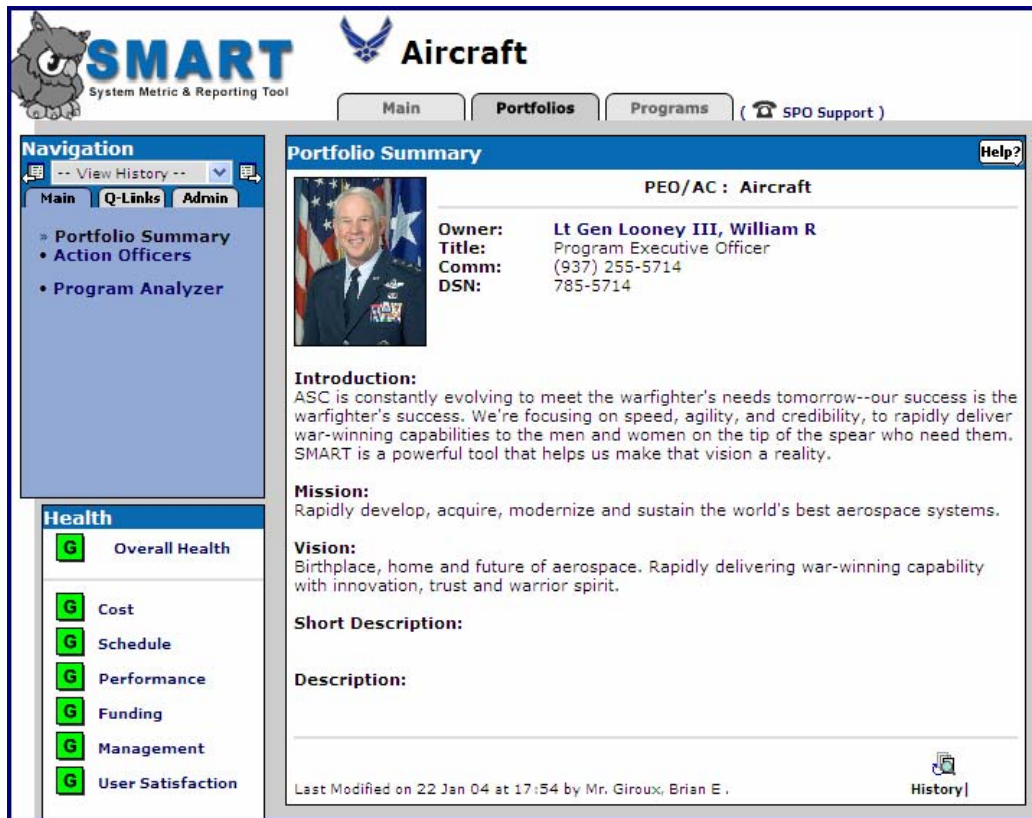 SMART
System Metric & Reporting Tool
Aircraft
Main
Portfolios
Programs
( SPO Support )
Navigation
-- View History --
Main
Q-Links
Admin
» Portfolio Summary
• Action Officers
• Program Analyzer
Health
G Overall Health
G Cost
G Schedule
G Performance
G Funding
G Management
G User Satisfaction
Portfolio Summary
Help?
PEO/AC : Aircraft
Owner: Lt Gen Looney III, William R
Title: Program Executive Officer
Comm: (937) 255-5714
DSN: 785-5714
Introduction:
ASC is constantly evolving to meet the warfighter's needs tomorrow--our success is the
warfighter's success. We're focusing on speed, agility, and credibility, to rapidly deliver
war-winning capabilities to the men and women on the tip of the spear who need them.
SMART is a powerful tool that helps us make that vision a reality.
Mission:
Rapidly develop, acquire, modernize and sustain the world's best aerospace systems.
Vision:
Birthplace, home and future of aerospace. Rapidly delivering war-winning capability
with innovation, trust and warrior spirit.
Short Description:
Description:
Last Modified on 22 Jan 04 at 17:54 by Mr. Giroux, Brian E .
History|